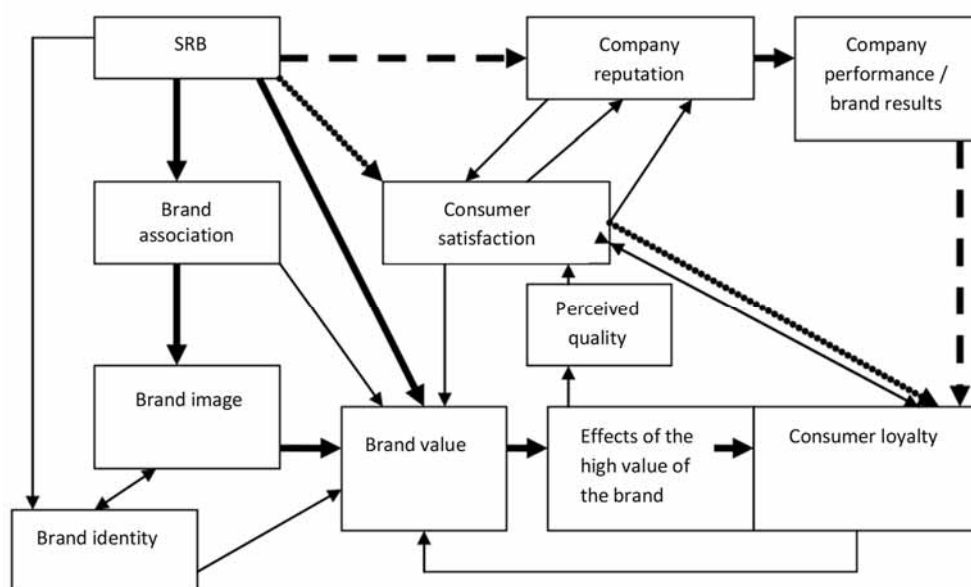 SRB
Company
reputation
Company
performance /
brand results
Brand
association
Consumer
satisfaction
Perceived
quality
Brand image
Brand value
Effects of the
high value of
the brand
Consumer loyalty
Brand identity